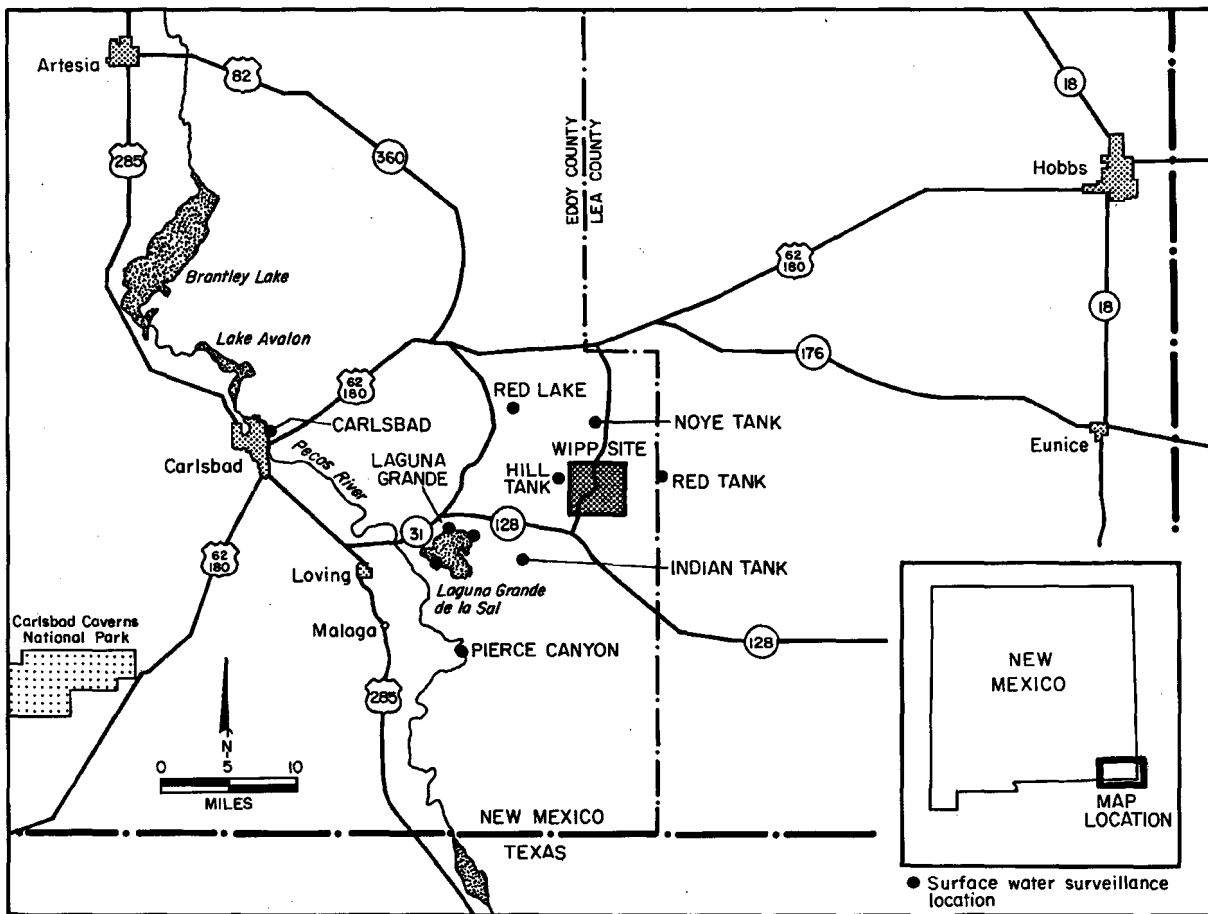 Artesia
82
18
285
360
EDDY COUNTY
LEA COUNTY
Hobbs
Brantley Lake
62
180
18
Lake Avalon
176
62
180
RED LAKE
CARLSBAD
NOYE TANK
Carlsbad
Pecos River
LAGUNA
GRANDE
WIPP SITE
HILL
TANK
RED TANK
Eunice
31
128
62
180
INDIAN TANK
Loving
Laguna Grande
de la Sal
Malaga
PIERCE CANYON
128
Carlsbad Caverns
National Park
285
N
0 5 10
MILES
NEW MEXICO
TEXAS
NEW
MEXICO
MAP
LOCATION
Surface water surveillance
location